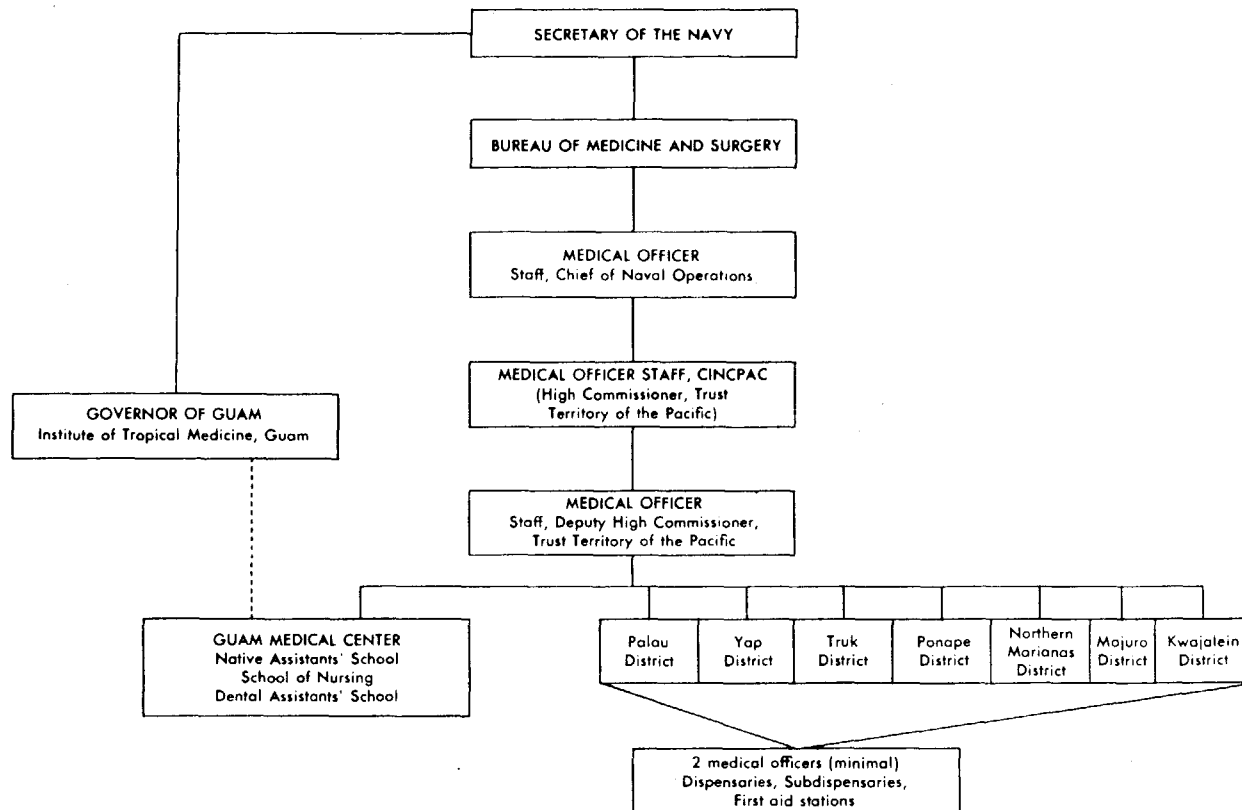 SECRETARY OF THE NAVY
BUREAU OF MEDICINE AND SURGERY
MEDICAL OFFICER
Staff, Chief of Naval Operations
MEDICAL OFFICER STAFF, CINCPAC
(High Commissioner, Trust
Territory of the Pacific)
GOVERNOR OF GUAM
Institute of Tropical Medicine, Guam
MEDICAL OFFICER
Staff, Deputy High Commissioner,
Trust Territory of the Pacific
GUAM MEDICAL CENTER
Native Assistants' School
School of Nursing
Dental Assistants' School
Palau
District
Yap
District
Truk
District
Ponape
District
Northern
Marianas
District
Majuro
District
Kwajalein
District
2 medical officers (minimal)
Dispensaries, Subdispensaries,
First aid stations